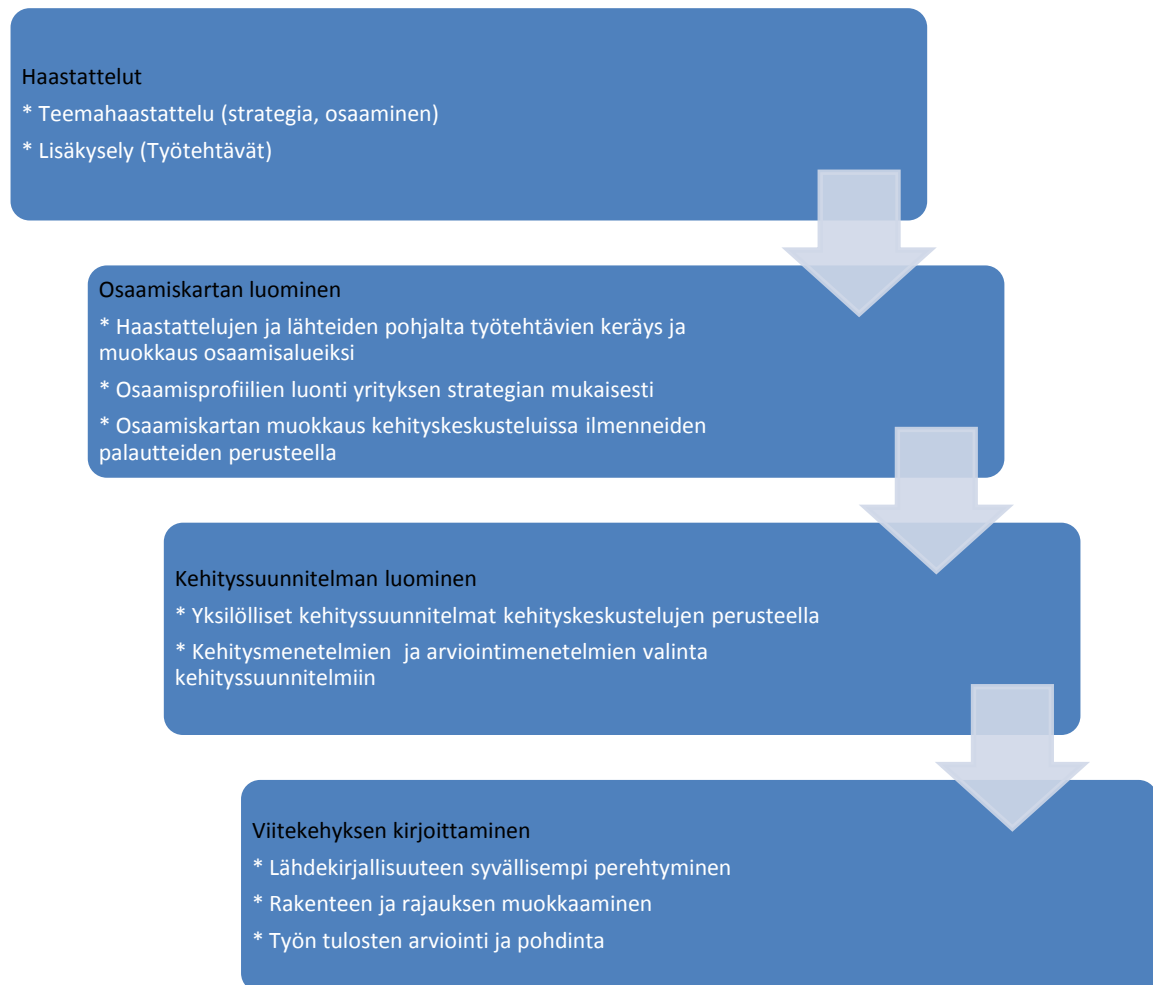 Haastattelut
* Teemahaastattelu (strategia, osaaminen)
* Lisäkysely (Työtehtävät)
Osaamiskartan luominen
* Haastattelujen ja lähteiden pohjalta työtehtävien keräys ja
muokkaus osaamisalueiksi
* Osaamisprofiilien luonti yrityksen strategian mukaisesti
* Osaamiskartan muokkaus kehityskeskusteluissa ilmenneiden
palautteiden perusteella
Kehityssuunnitelman luominen
* Yksilölliset kehityssuunnitelmat kehityskeskustelujen perusteella
* Kehitysmenetelmien  ja arviointimenetelmien valinta
kehityssuunnitelmiin
Viitekehyksen kirjoittaminen
* Lähdekirjallisuuteen syvällisempi perehtyminen
* Rakenteen ja rajauksen muokkaaminen
* Työn tulosten arviointi ja pohdinta